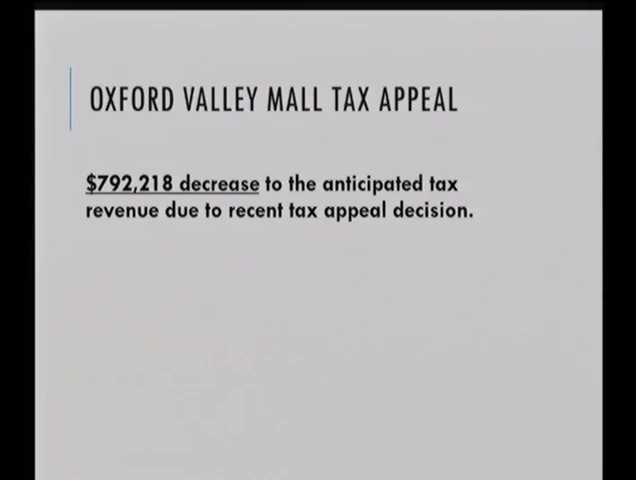 OXFORD VALLEY MALL TAX APPEAL
$792,218 decrease to the anticipated tax
revenue due to recent tax appeal decision.